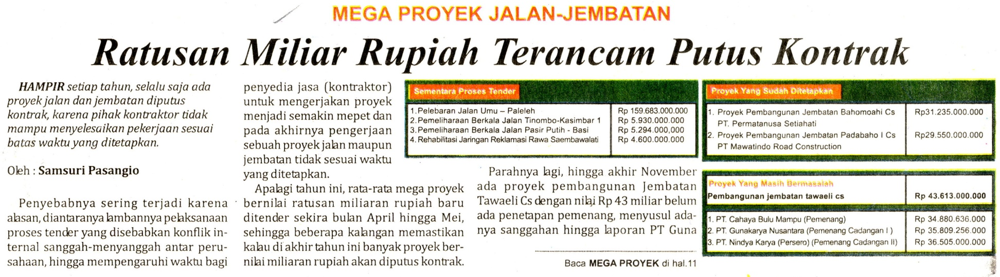 MEGA PROYEK JALAN-JEMBATAN
Ratusan Miliar Rupiah Terancam Putus Kontrak
HAMPIR setiap tahun, selalu saja ada
proyek jalan dan jembatan diputus
kontrak, karena pihak kontraktor tidak
mampu menyelesaikan pekerjaan sesuai
batas waktu yang ditetapkan.
Oleh : Samsuri Pasangio
Penyebabnya sering terjadi karena
alasan, diantaranya lambannya pelaksanaan
proses tender yang disebabkan konflik in-
ternal sanggah-menyanggah antar peru-
sahaan, hingga mempengaruhi waktu bagi
penyedia jasa (kontraktor)
untuk mengerjakan proyek
menjadi semakin mepet dan
pada akhirnya pengerjaan
sebuah proyek jalan maupun
jembatan tidak sesuai waktu
yang ditetapkan.
Apalagi tahun ini, rata-rata mega proyek
bernilai ratusan miliaran rupiah baru
ditender sekira bulan April hingga Mei,
sehingga beberapa kalangan memastikan
kalau di akhir tahun ini banyak proyek ber-
nilai miliaran rupiah akan diputus kontrak.
Sementara Proses Tender
1.Pelebaran Jalan Umu – Paleleh Rp 159.683.000.000
2.Pemeliharaan Berkala Jalan Tinombo-Kasimbar 1 Rp 5.930.000.000
3.Pemeliharaan Berkala Jalan Pasir Putih - Basi Rp 5.294.000,000
4.Rehabilitasi Jaringan Reklamasi Rawa Saembawalati Rp 4.600.000.000
Parahnya lagi, hingga akhir November
ada proyek pembangunan Jembatan
Tawaeli Cs dengan nilai Rp 43 miliar belum
ada penetapan pemenang, menyusul ada-
nya sanggahan hingga laporan PT Guna
Baca MEGA PROYEK di hal.11
Proyek Yang Sudah Ditetapkan
1. Proyek Pembangunan Jembatan Bahomoahi Cs Rp31.235.000.000
PT. Permatanusa Setiahati
2. Proyek Pembangunan Jembatan Padabaho I Cs Rp29.550.000.000
PT Mawatindo Road Construction
Proyek Yang Masih Bermasalah
Pembangunan jembatan tawaeli cs Rp 43.613.000.000
1. PT. Cahaya Bulu Mampu (Pemenang) Rp 34.880.636.000
2. PT. Gunakarya Nusantara (Pemenang Cadangan I ) Rp 35.809.256.000
3. PT. Nindya Karya (Persero) (Pemenang Cadangan II) Rp 36.505.000.000